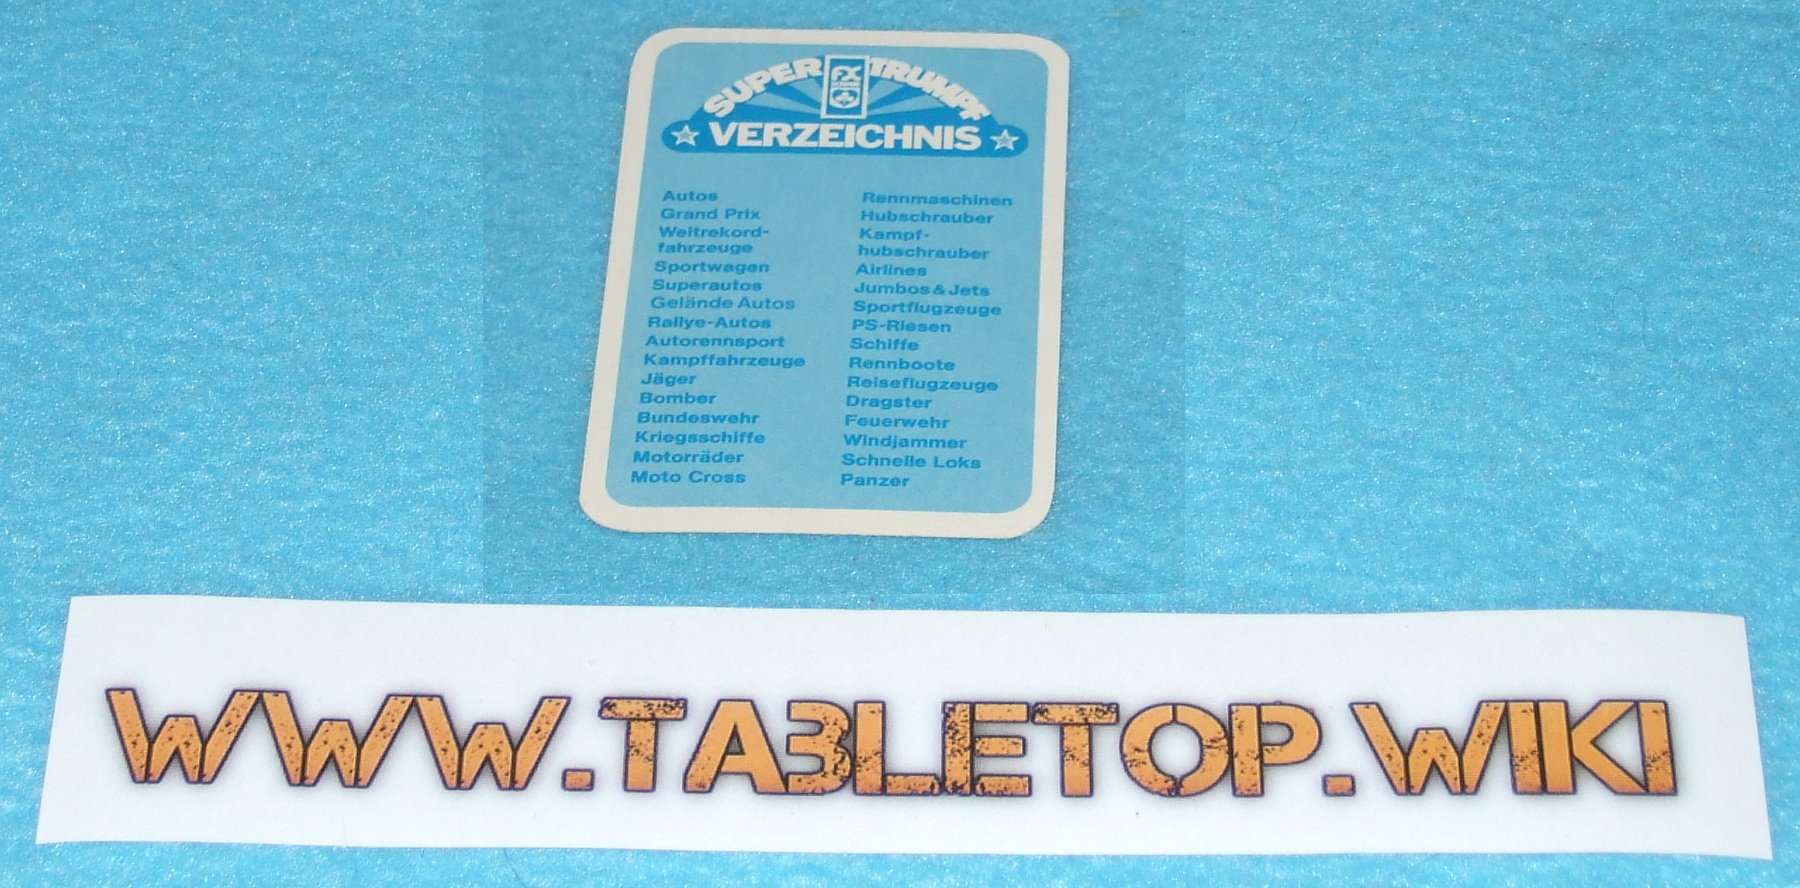 SUPER FX TRUMPF
VERZEICHNIS
Autos
Grand Prix
Weltrekord-
fahrzeuge
Sportwagen
Superautos
Gelände Autos
Rallye-Autos
Autorennsport
Kampffahrzeuge
Jäger
Bomber
Bundeswehr
Kriegsschiffe
Motorräder
Moto Cross
Rennmaschinen
Hubschrauber
Kampf-
hubschrauber
Airlines
Jumbos & Jets
Sportflugzeuge
PS-Riesen
Schiffe
Rennboote
Reiseflugzeuge
Dragster
Feuerwehr
Windjammer
Schnelle Loks
Panzer
WWW.TABLETOP.WIKI